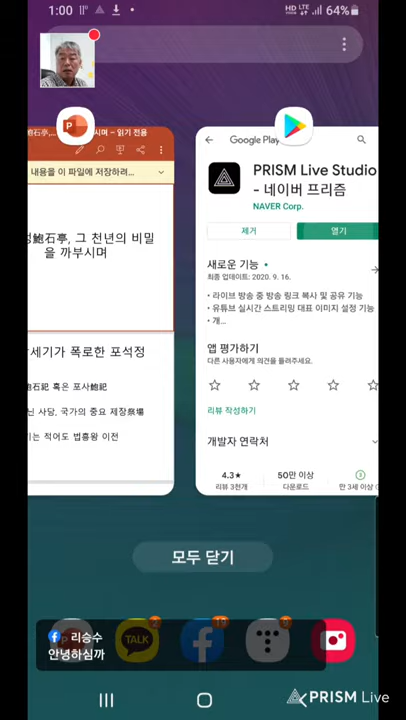 1:00
HD LTE 64%
石亭,... 쇠시며 – 읽기 전용
내용을 이 파일에 저장하려...
鮑石亭, 그 천년의 비밀
을 까부시며
세기가 폭로한 포석정
石記 혹은 포사鮑記
닌 사당, 국가의 중요 제장祭場
기는 적어도 법흥왕 이전
Google Play
PRISM Live Studio
- 네이버 프리즘
NAVER Corp.
제거
열기
새로운 기능
최종 업데이트: 2020. 9. 16.
• 라이브 방송 중 방송 링크 복사 및 공유 기능
• 유튜브 실시간 스트리밍 대표 이미지 설정 기능
• 개...
앱 평가하기
다른 사용자에게 의견을 들려주세요.
리뷰 작성하기
개발자 연락처
4.3★
리뷰 3천개
50만 이상
다운로드
3
만 3세 이상
모두 닫기
TALK
리승수
안녕하심까
PRISM Live